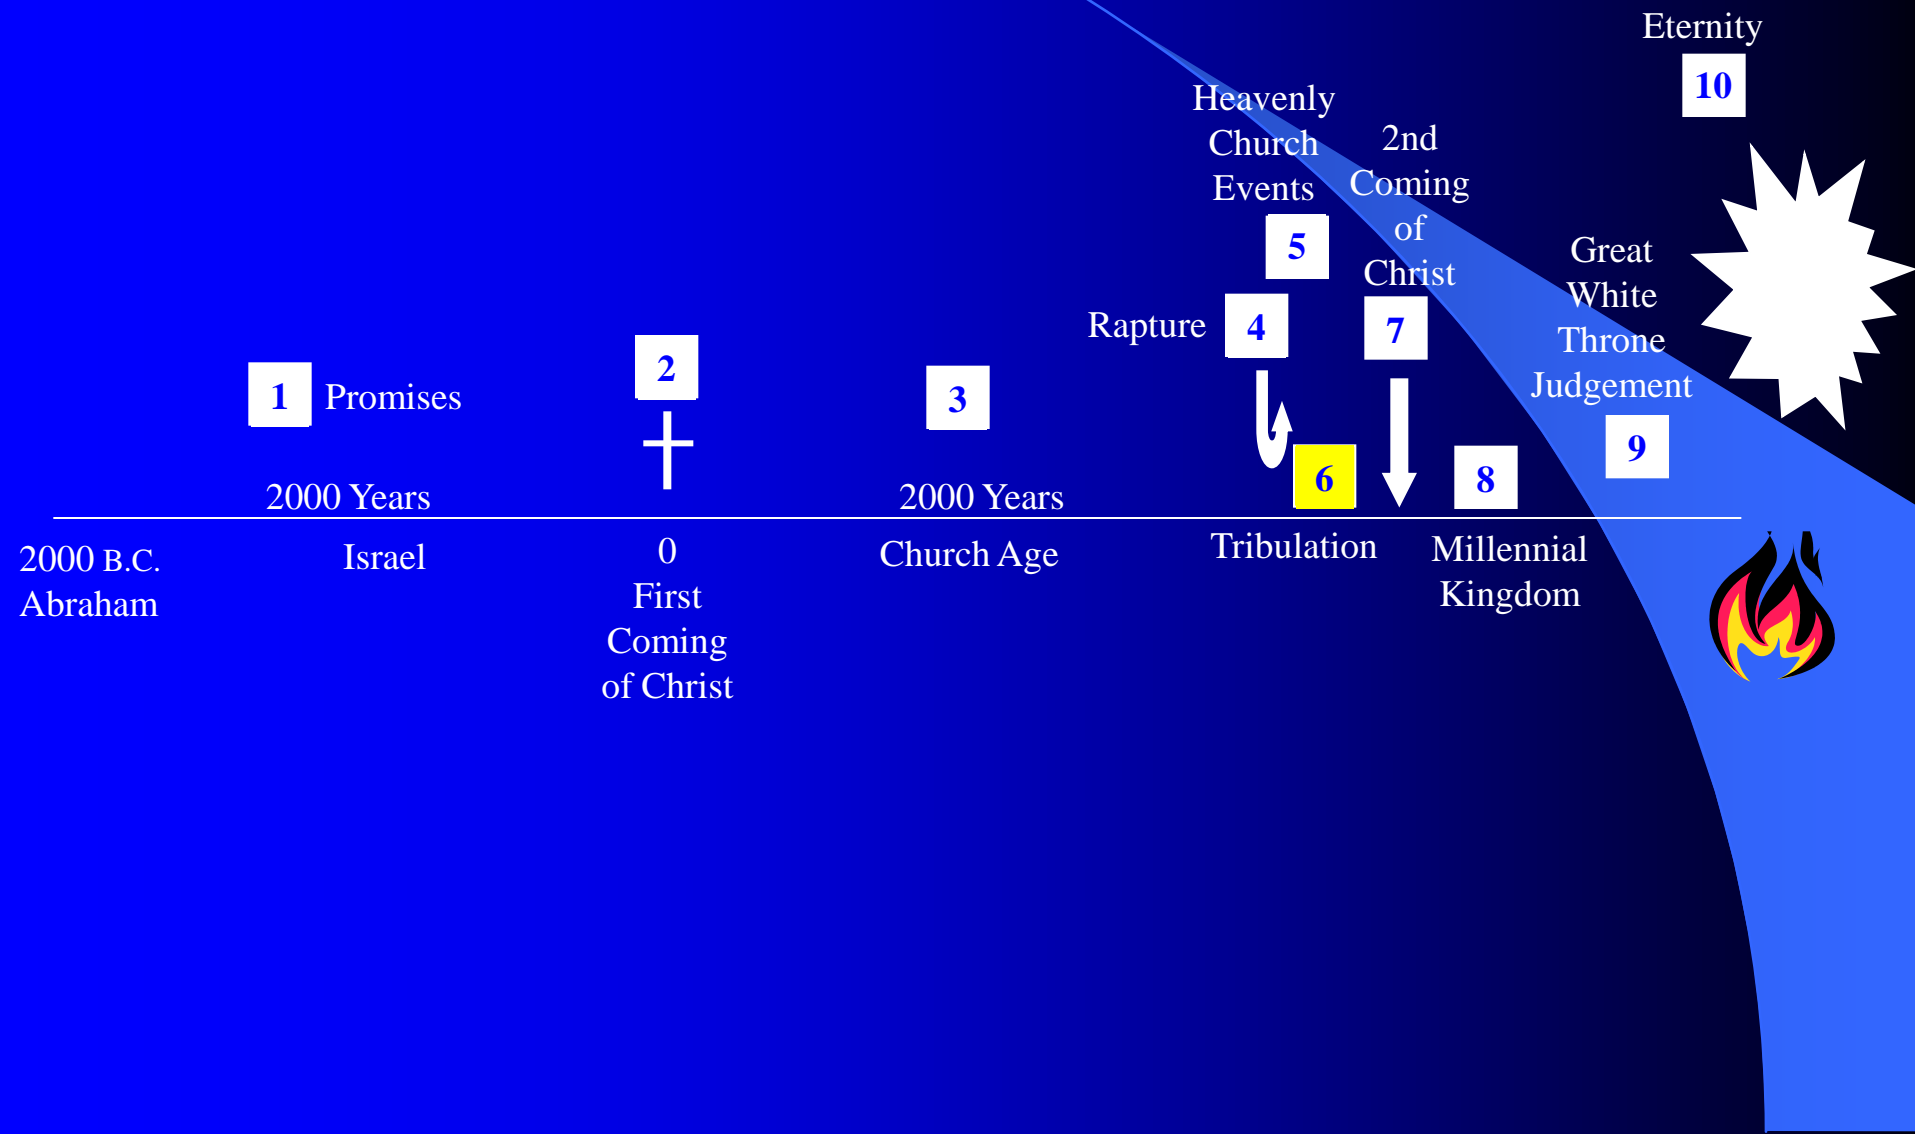 Eternity
10
Heavenly
Church
Events
5
2nd
Coming
of
Christ
7
Great
White
Throne
Judgement
9
Rapture 4
1 Promises
2
3
6
8
2000 Years
2000 Years
2000 B.C.
Abraham
Israel
0
First
Coming
of Christ
Church Age
Tribulation
Millennial
Kingdom